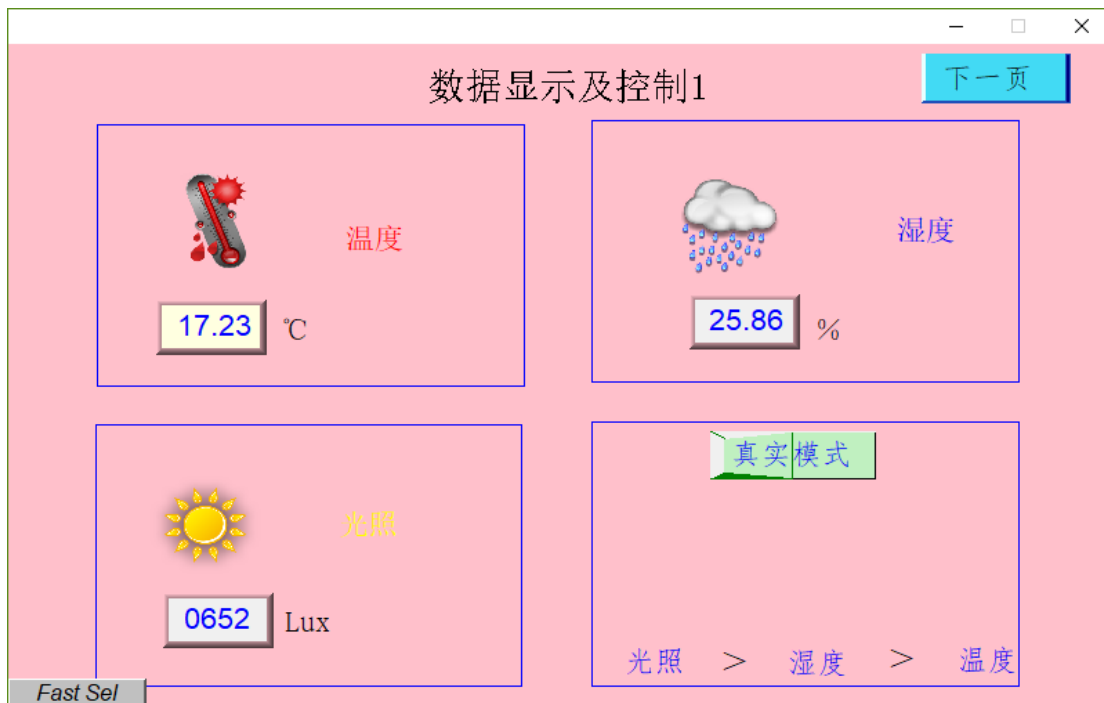 数据显示及控制1
下一页
温度
17.23 ℃
湿度
25.86 %
光照
0652 Lux
真实模式
光照 > 湿度 > 温度
Fast Sel